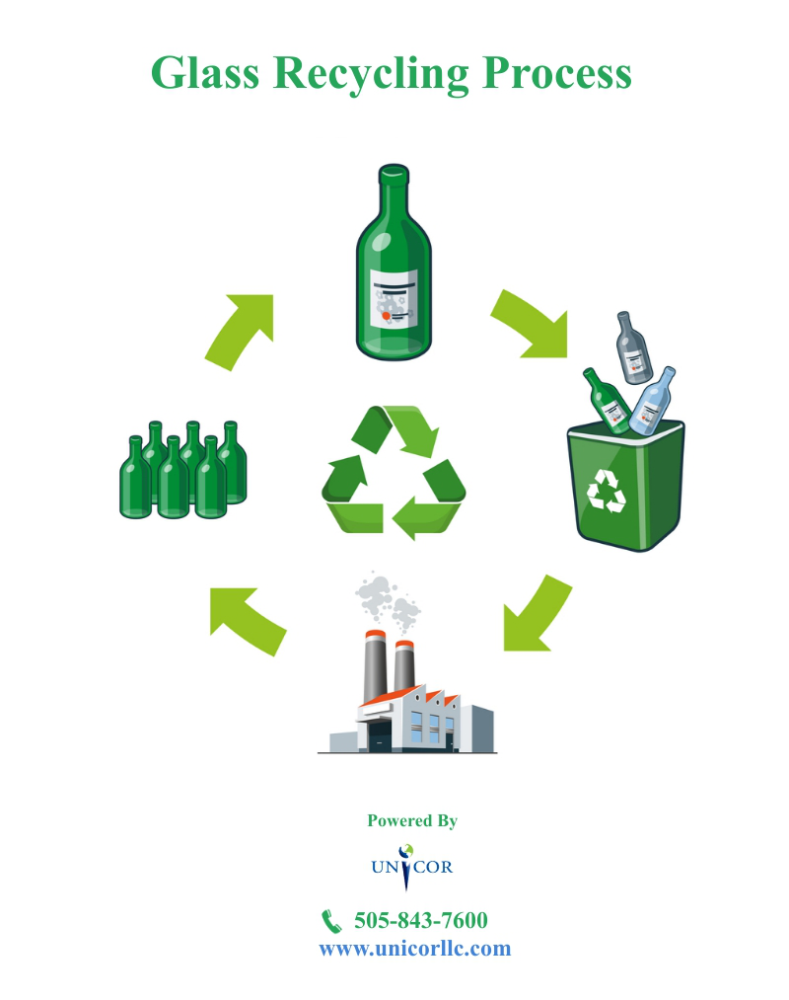 Glass Recycling Process
Powered By
UNICOR
505-843-7600
www.unicorllc.com